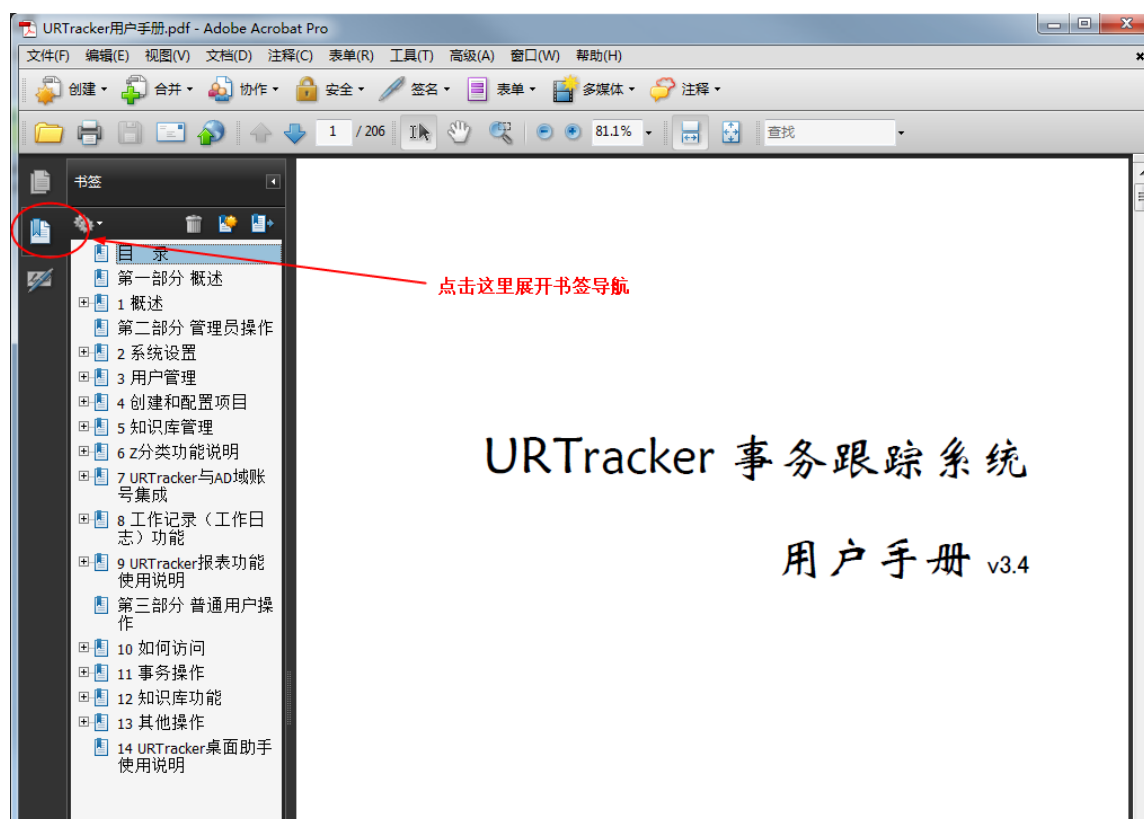 URTracker用户手册.pdf - Adobe Acrobat Pro
文件(F) 编辑(E) 视图(V) 文档(D) 注释(C) 表单(R) 工具(T) 高级(A) 窗口(W) 帮助(H)
创建 合并 协作 安全 签名 表单 多媒体 注释
1 / 206 81.1% 查找
书签
目 录
第一部分 概述
1 概述
第二部分 管理员操作
2 系统设置
3 用户管理
4 创建和配置项目
5 知识库管理
6 Z分类功能说明
7 URTracker与AD域账
号集成
8 工作记录（工作日
志）功能
9 URTracker报表功能
使用说明
第三部分 普通用户操
作
10 如何访问
11 事务操作
12 知识库功能
13 其他操作
14 URTracker桌面助手
使用说明
点击这里展开书签导航
URTracker 事务跟踪系统
用户手册 v3.4